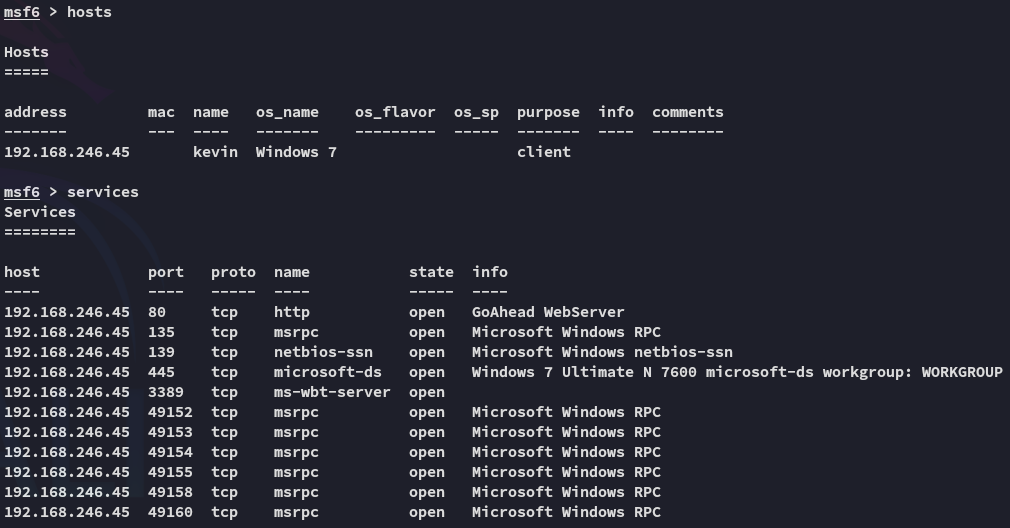 msf6 > hosts
Hosts
=====
address mac name os_name os_flavor os_sp purpose info comments
------- --- ---- ------- --------- ----- ------- ---- --------
192.168.246.45 kevin Windows 7 client
msf6 > services
Services
========
host port proto name state info
---- ---- ----- ---- ----- ----
192.168.246.45 80 tcp http open GoAhead WebServer
192.168.246.45 135 tcp msrpc open Microsoft Windows RPC
192.168.246.45 139 tcp netbios-ssn open Microsoft Windows netbios-ssn
192.168.246.45 445 tcp microsoft-ds open Windows 7 Ultimate N 7600 microsoft-ds workgroup: WORKGROUP
192.168.246.45 3389 tcp ms-wbt-server open
192.168.246.45 49152 tcp msrpc open Microsoft Windows RPC
192.168.246.45 49153 tcp msrpc open Microsoft Windows RPC
192.168.246.45 49154 tcp msrpc open Microsoft Windows RPC
192.168.246.45 49155 tcp msrpc open Microsoft Windows RPC
192.168.246.45 49158 tcp msrpc open Microsoft Windows RPC
192.168.246.45 49160 tcp msrpc open Microsoft Windows RPC